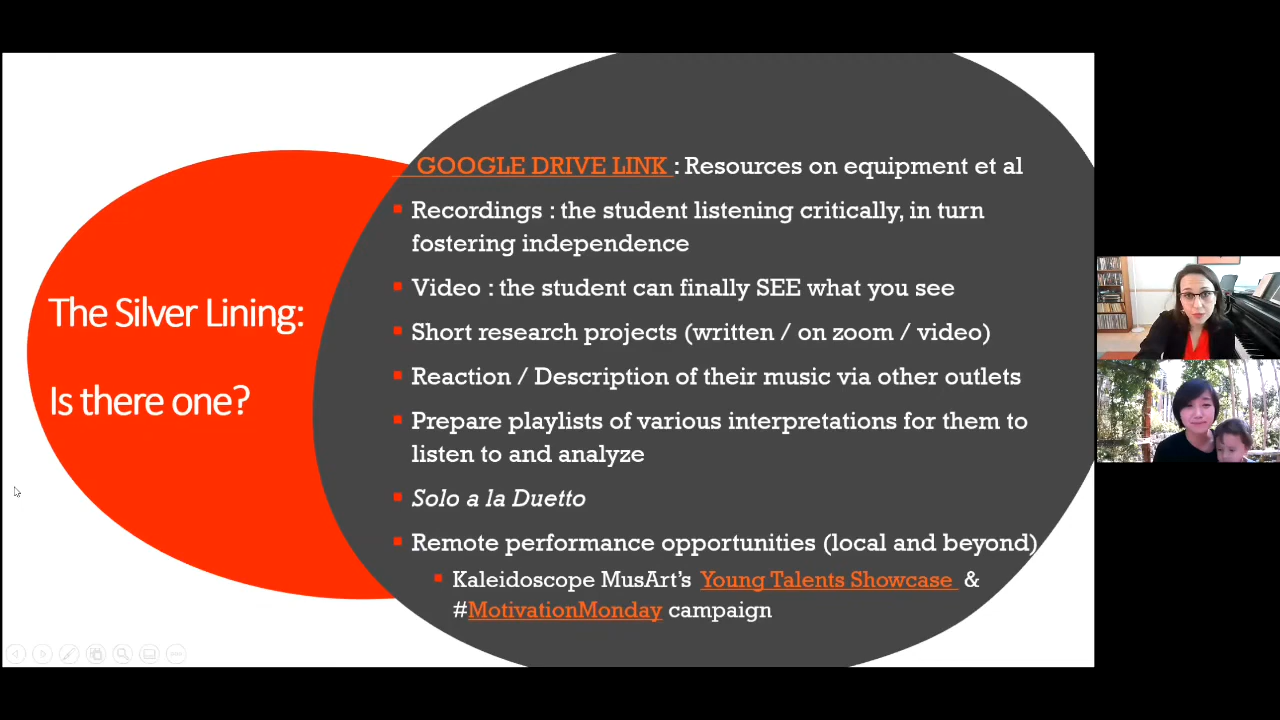 The Silver Lining:
Is there one?
GOOGLE DRIVE LINK : Resources on equipment et al
Recordings : the student listening critically, in turn
fostering independence
Video : the student can finally SEE what you see
Short research projects (written / on zoom / video)
Reaction / Description of their music via other outlets
Prepare playlists of various interpretations for them to
listen to and analyze
Solo a la Duetto
Remote performance opportunities (local and beyond)
Kaleidoscope MusArt's Young Talents Showcase &
#MotivationMonday campaign